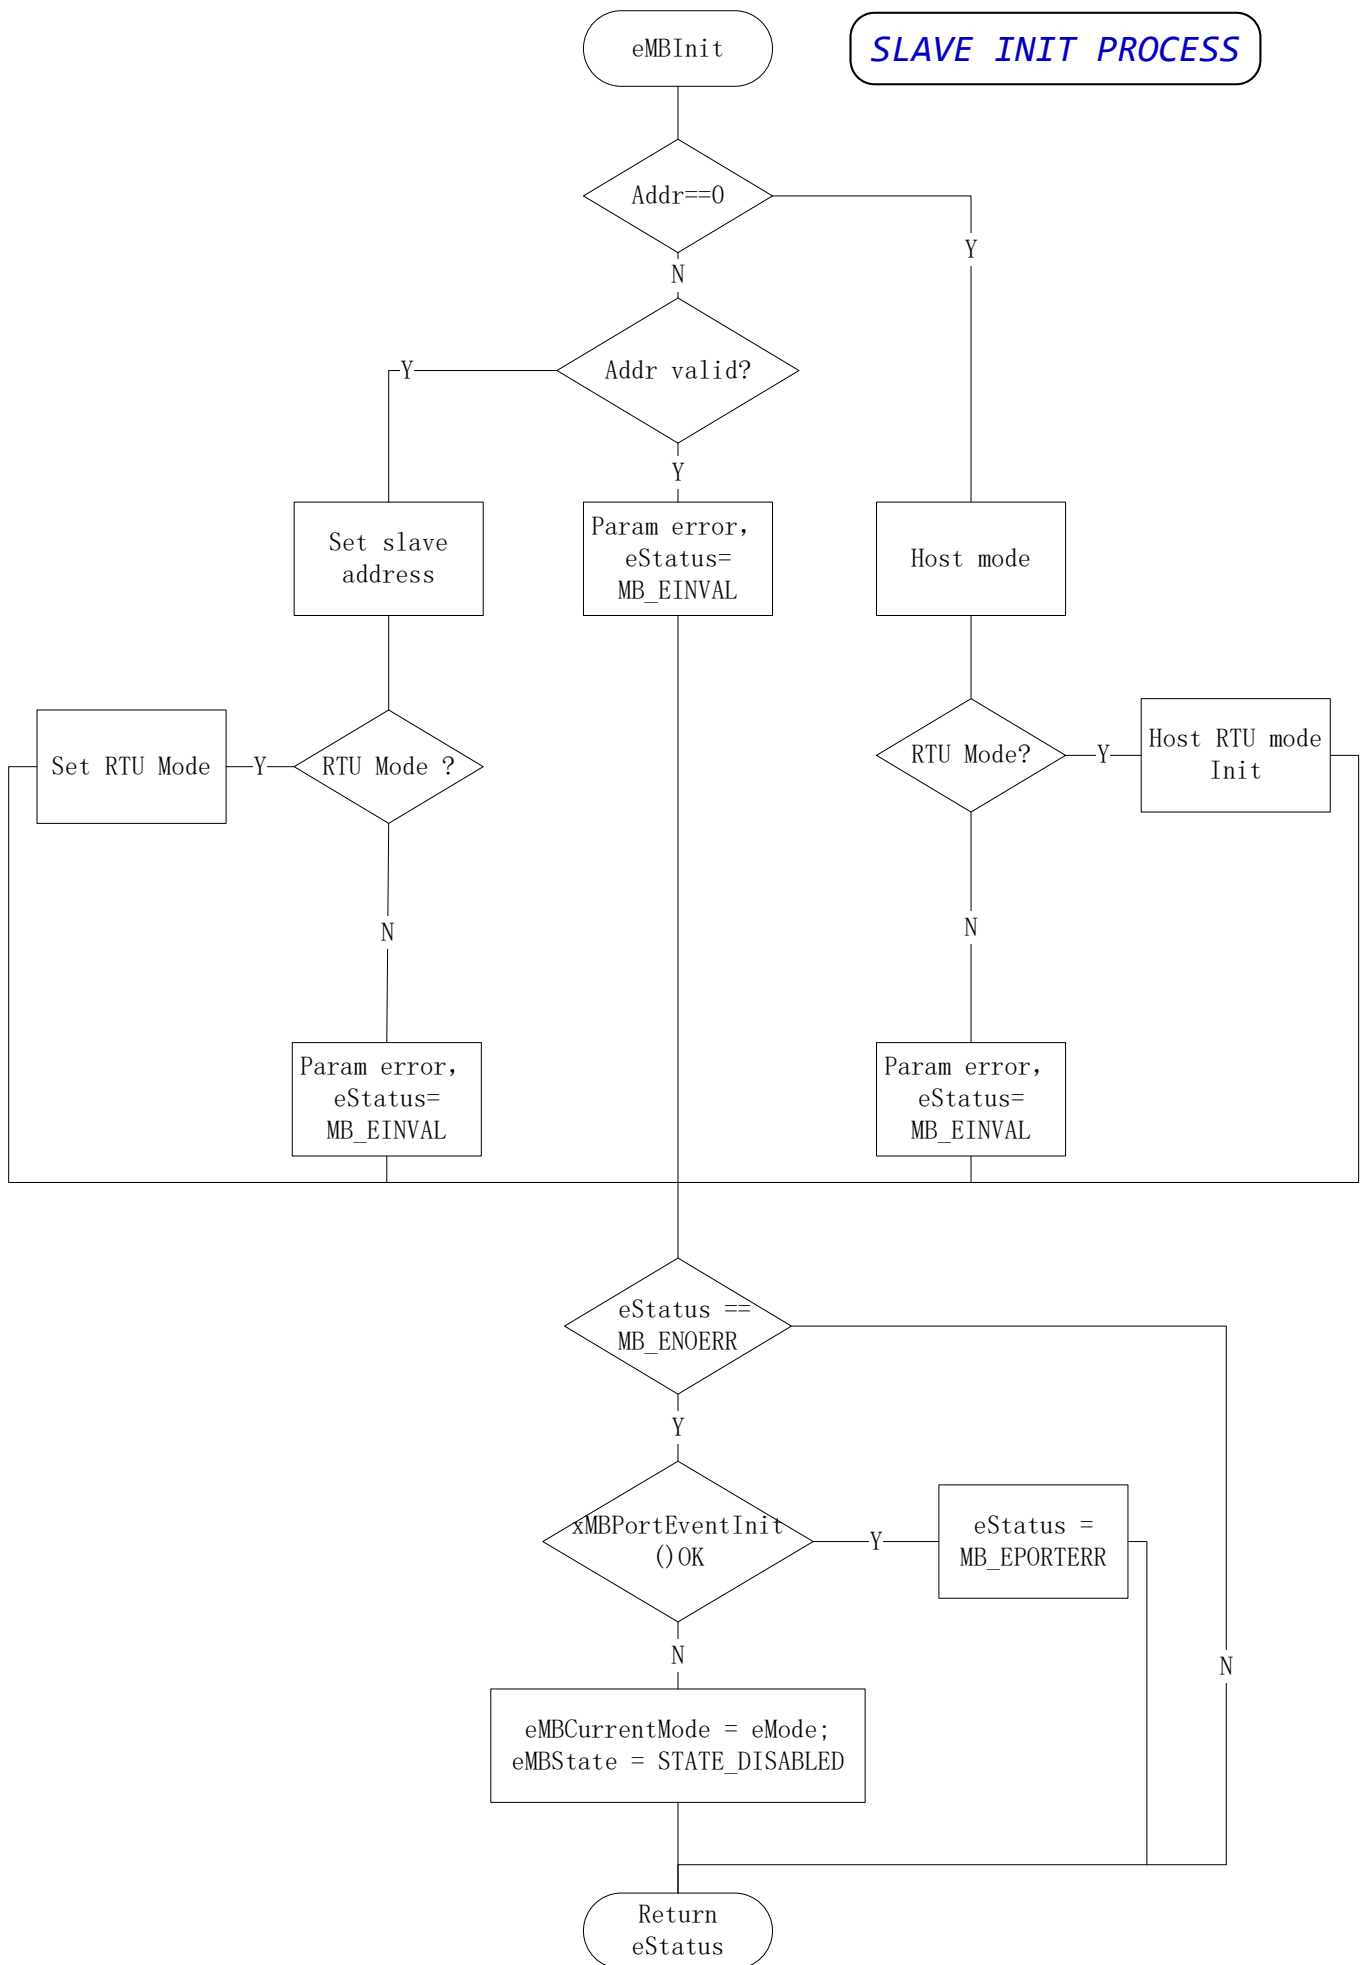 eMBInit
SLAVE INIT PROCESS
Addr==0
Y
N
Addr valid?
Y
Y
Set slave
address
Param error,
eStatus=
MB_EINVAL
Host mode
Set RTU Mode
Y
RTU Mode ?
RTU Mode?
Y
Host RTU mode
Init
N
N
Param error,
eStatus=
MB_EINVAL
Param error,
eStatus=
MB_EINVAL
eStatus ==
MB_ENOERR
Y
xMBPortEventInit
()OK
Y
eStatus =
MB_EPORTERR
N
N
eMBCurrentMode = eMode;
eMBState = STATE_DISABLED
Return
eStatus